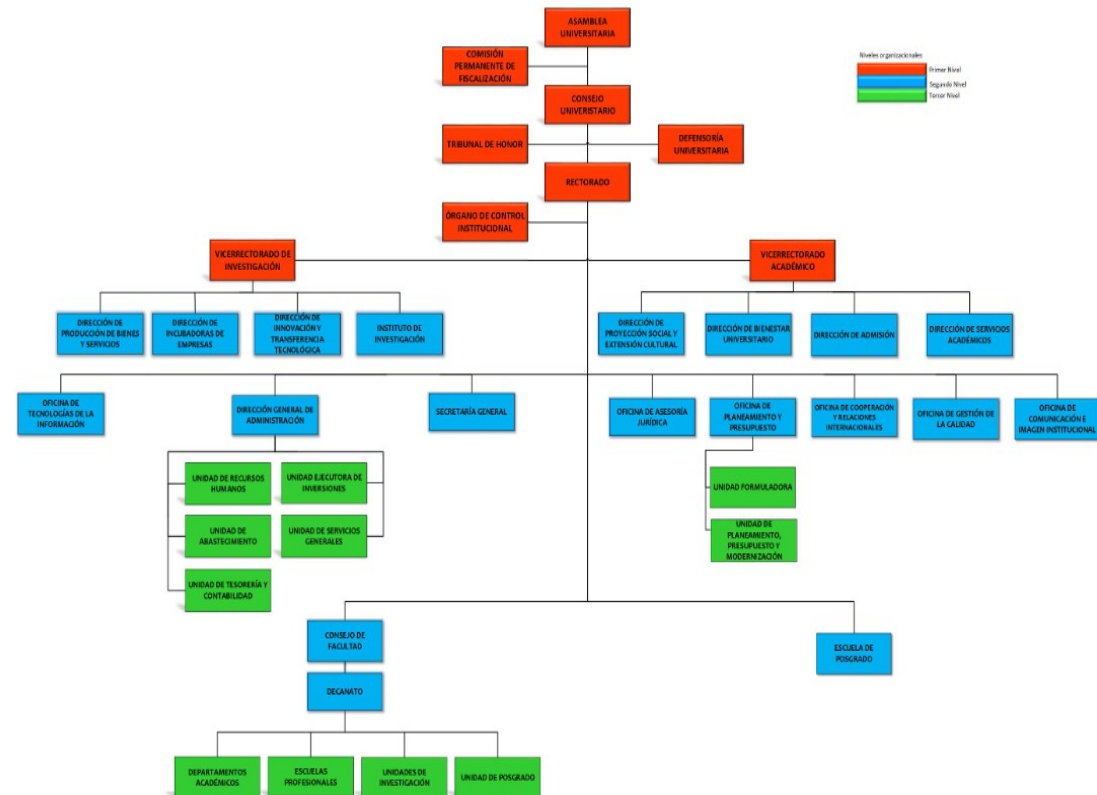 ASAMBLEA
UNIVERSITARIA
COMISIÓN
PERMANENTE DE
FISCALIZACIÓN
Niveles organizacionales
Primer Nivel
Segundo Nivel
Tercer Nivel
CONSEJO
UNIVERISTARIO
TRIBUNAL DE HONOR
DEFENSORÍA
UNIVERSITARIA
RECTORADO
ÓRGANO DE CONTROL
INSTITUCIONAL
VICERRECTORADO DE
INVESTIGACIÓN
VICERRECTORADO
ACADÉMICO
DIRECCIÓN DE
PRODUCCIÓN DE BIENES
Y SERVICIOS
DIRECCIÓN DE
INCUBADORAS DE
EMPRESAS
DIRECCIÓN DE
INNOVACIÓN Y
TRANSFERENCIA
TECNOLÓGICA
INSTITUTO DE
INVESTIGACIÓN
DIRECCIÓN DE
PROYECCIÓN SOCIAL Y
EXTENSIÓN CULTURAL
DIRECCIÓN DE BIENESTAR
UNIVERSITARIO
DIRECCIÓN DE ADMISIÓN
DIRECCIÓN DE SERVICIOS
ACADÉMICOS
OFICINA DE
TECNOLOGÍAS DE LA
INFORMACIÓN
DIRECCIÓN GENERAL DE
ADMINISTRACIÓN
SECRETARÍA GENERAL
OFICINA DE ASESORÍA
JURÍDICA
OFICINA DE
PLANEAMIENTO Y
PRESUPUESTO
OFICINA DE COOPERACIÓN
Y RELACIONES
INTERNACIONALES
OFICINA DE GESTIÓN DE
LA CALIDAD
OFICINA DE
COMUNICACIÓN E
IMAGEN INSTITUCIONAL
UNIDAD DE RECURSOS
HUMANOS
UNIDAD EJECUTORA DE
INVERSIONES
UNIDAD FORMULADORA
UNIDAD DE
ABASTECIMIENTO
UNIDAD DE SERVICIOS
GENERALES
UNIDAD DE
PLANEAMIENTO,
PRESUPUESTO Y
MODERNIZACIÓN
UNIDAD DE TESORERÍA Y
CONTABILIDAD
CONSEJO DE
FACULTAD
ESCUELA DE
POSGRADO
DECANATO
DEPARTAMENTOS
ACADÉMICOS
ESCUELAS
PROFESIONALES
UNIDADES DE
INVESTIGACIÓN
UNIDAD DE POSGRADO